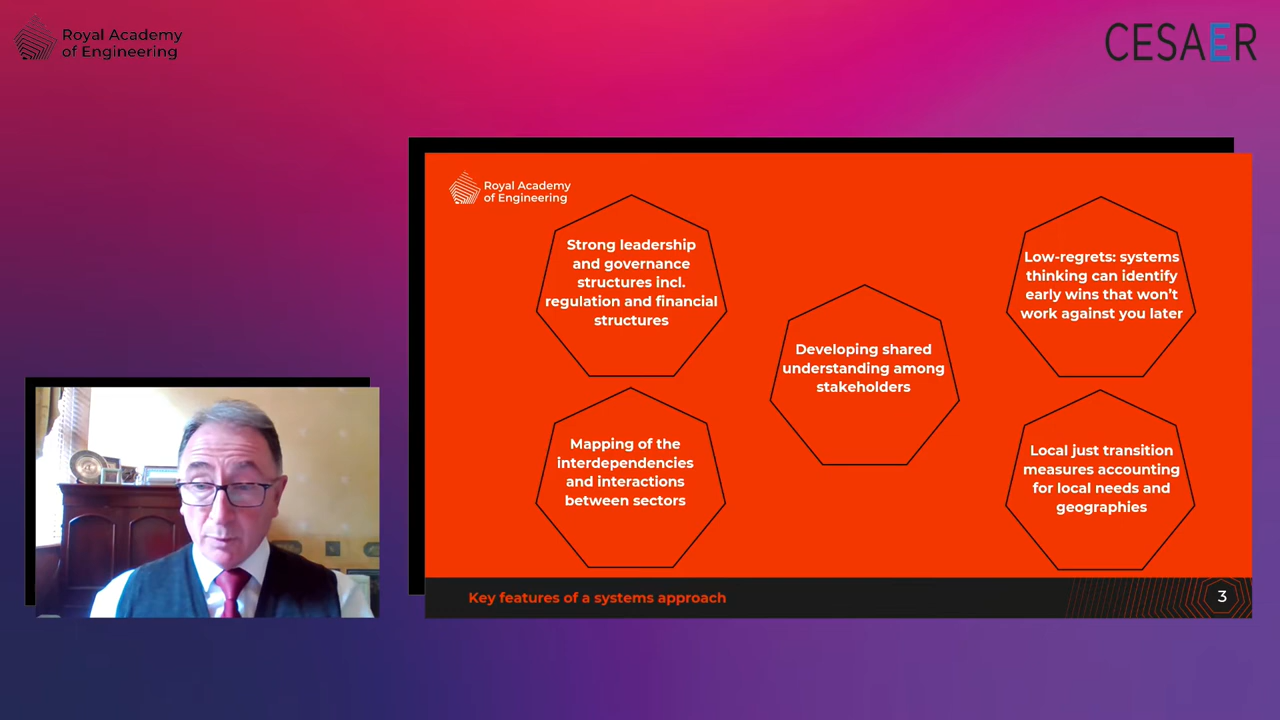 Royal Academy
of Engineering
CESAER
Royal Academy
of Engineering
Strong leadership
and governance
structures incl.
regulation and financial
structures
Low-regrets: systems
thinking can identify
early wins that won't
work against you later
Developing shared
understanding among
stakeholders
Mapping of the
interdependencies
and interactions
between sectors
Local just transition
measures accounting
for local needs and
geographies
Key features of a systems approach
3